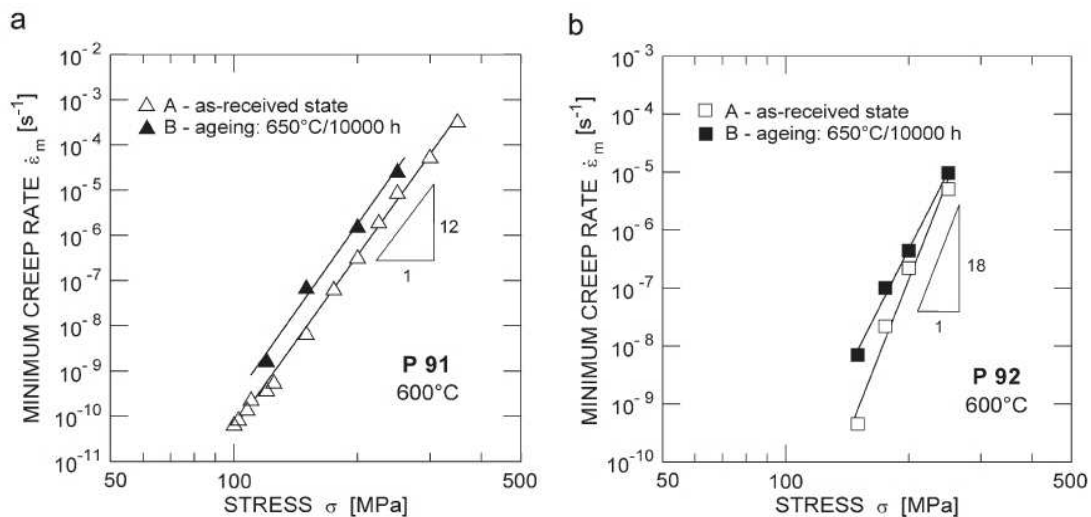 a
MINIMUM CREEP RATE ε̇m [s-1]
10-2
10-3
10-4
10-5
10-6
10-7
10-8
10-9
10-10
10-11
A - as-received state
B - ageing: 650°C/10000 h
12
1
P 91
600°C
50
100
500
STRESS σ [MPa]
b
MINIMUM CREEP RATE ε̇m [s-1]
10-3
10-4
10-5
10-6
10-7
10-8
10-9
10-10
A - as-received state
B - ageing: 650°C/10000 h
18
1
P 92
600°C
50
100
500
STRESS σ [MPa]